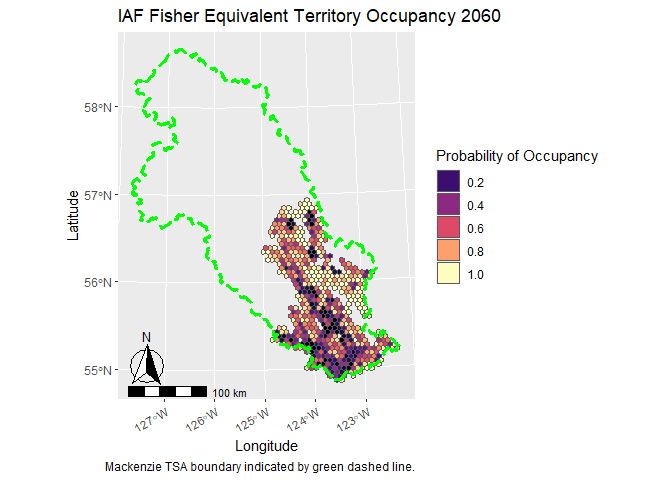 IAF Fisher Equivalent Territory Occupancy 2060
58°N
57°N
56°N
55°N
Latitude
N
100 km
127°W
126°W
125°W
124°W
123°W
Longitude
Mackenzie TSA boundary indicated by green dashed line.
Probability of Occupancy
0.2
0.4
0.6
0.8
1.0